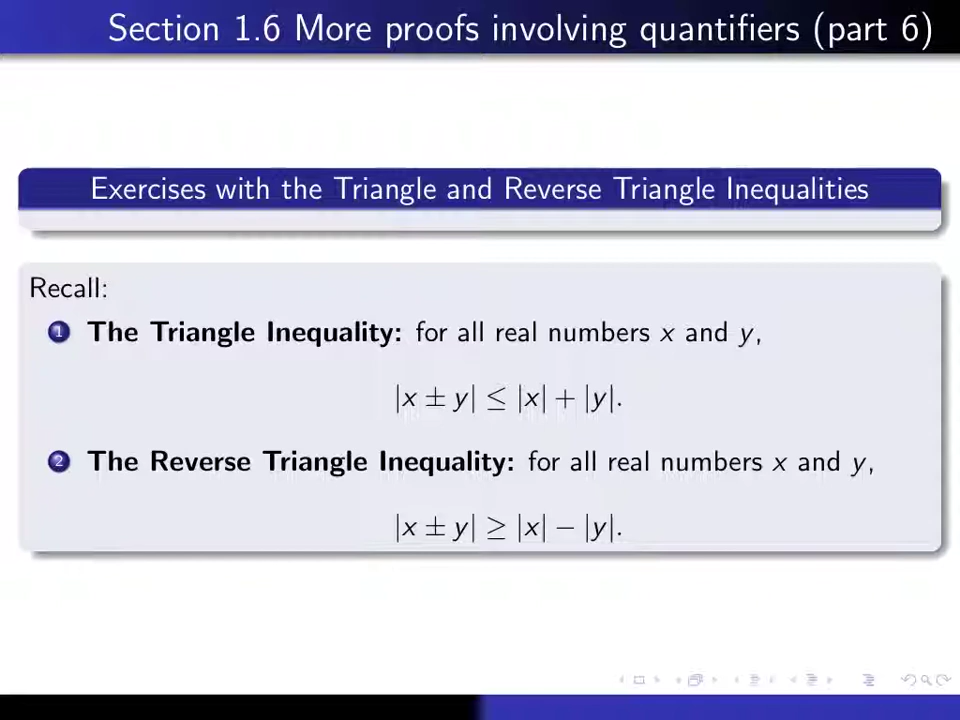 Section 1.6 More proofs involving quantifiers (part 6)
Exercises with the Triangle and Reverse Triangle Inequalities
Recall:
1 The Triangle Inequality: for all real numbers x and y,
|x ± y| ≤ |x| + |y|.
2 The Reverse Triangle Inequality: for all real numbers x and y,
|x ± y| ≥ |x| − |y|.